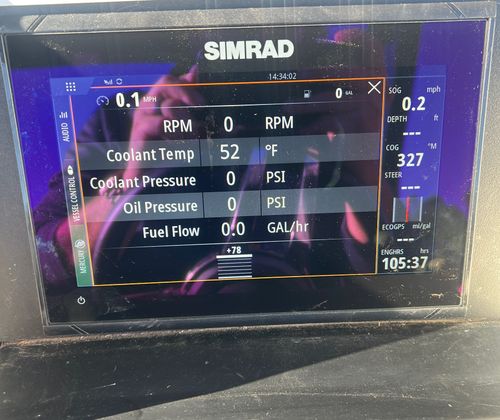 SIMRAD
14:34:02
0.1 MPH
0 GAL
RPM 0 RPM
Coolant Temp 52 °F
Coolant Pressure 0 PSI
Oil Pressure 0 PSI
Fuel Flow 0.0 GAL/hr
+78
AUDIO
VESSEL CONTROL
MERCURY
SOG mph
0.2
DEPTH ft
---
COG °M
327
STEER
---
ECOGPS mi/gal
---
ENGHRS hrs
105:37